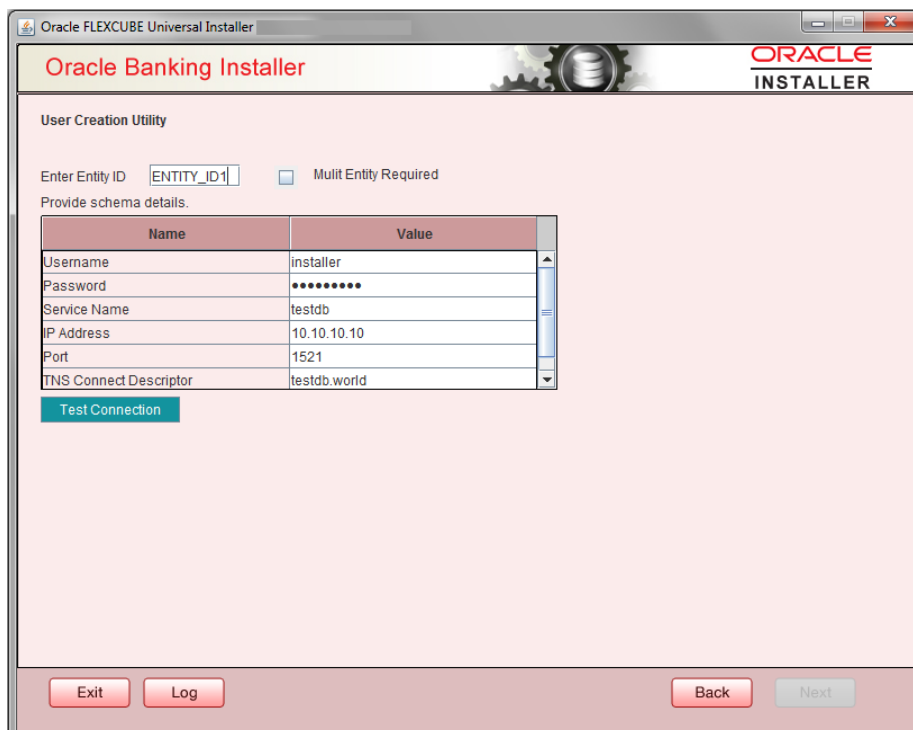 Oracle FLEXCUBE Universal Installer
Oracle Banking Installer
ORACLE
INSTALLER
User Creation Utility
Enter Entity ID ENTITY_ID1 Mulit Entity Required
Provide schema details.
Name Value
Username installer
Password •••••••••
Service Name testdb
IP Address 10.10.10.10
Port 1521
TNS Connect Descriptor testdb.world
Test Connection
Exit Log Back Next